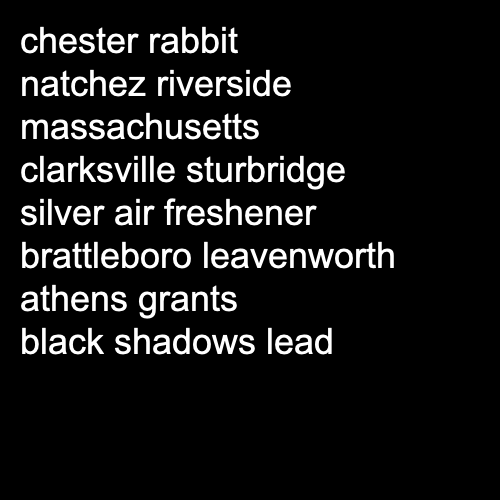 chester rabbit
natchez riverside
massachusetts
clarksville sturbridge
silver air freshener
brattleboro leavenworth
athens grants
black shadows lead